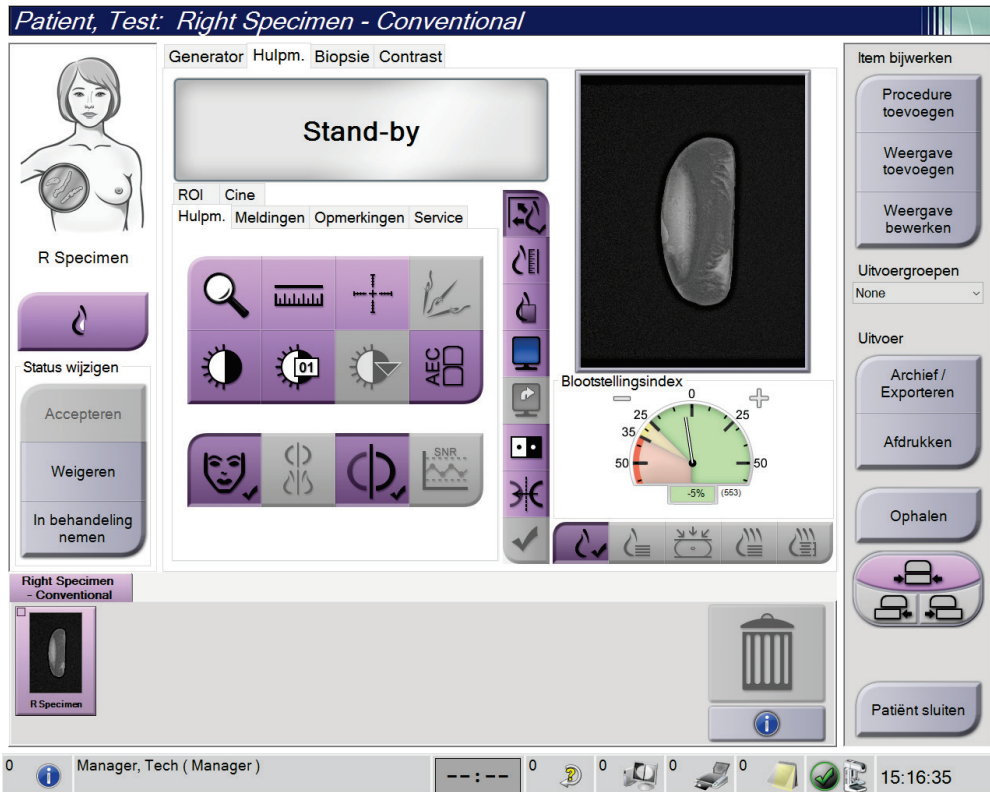 Patient, Test: Right Specimen - Conventional
Generator Hulpm. Biopsie Contrast
Item bijwerken
Procedure
toevoegen
Weergave
toevoegen
Weergave
bewerken
Stand-by
R Specimen
ROI Cine
Hulpm. Meldingen Opmerkingen Service
01
AEC
SNR
Status wijzigen
Accepteren
Weigeren
In behandeling
nemen
Blootstellingsindex
0
25 25
35
50 50
-5% (553)
Uitvoergroepen
None
Uitvoer
Archief /
Exporteren
Afdrukken
Ophalen
Patiënt sluiten
Right Specimen
- Conventional
R Specimen
0 Manager, Tech ( Manager ) --:-- 0 0 0 0 15:16:35